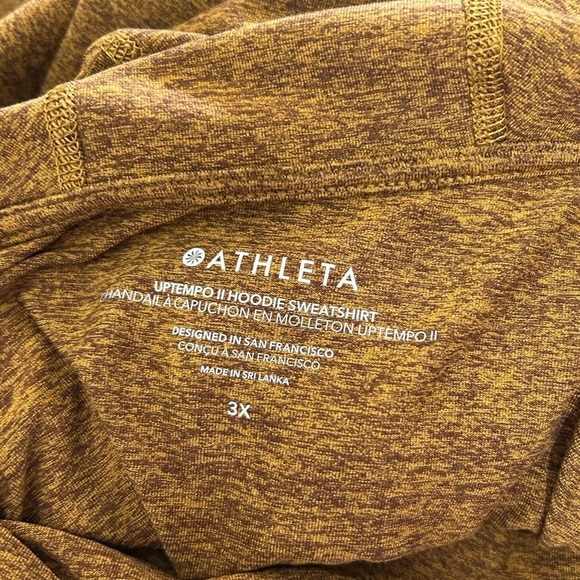 ATHLETA
UPTEMPO II HOODIE SWEATSHIRT
CHANDAIL À CAPUCHON EN MOLLETON UPTEMPO II
DESIGNED IN SAN FRANCISCO
CONÇU À SAN FRANCISCO
MADE IN SRI LANKA
3X